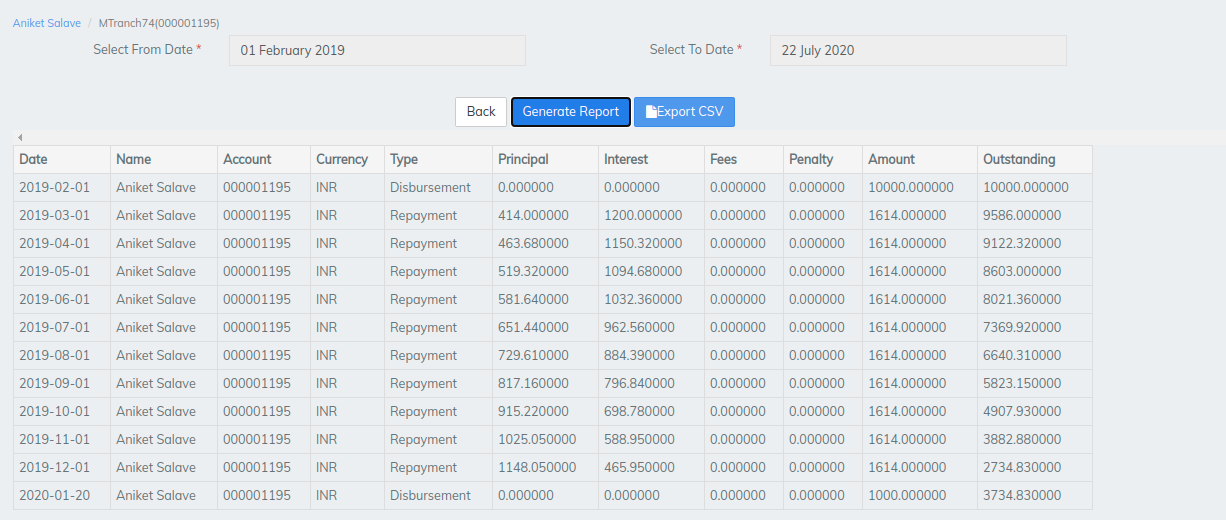 Aniket Salave / MTranch74(000001195)
Select From Date * 01 February 2019 Select To Date * 22 July 2020
Back Generate Report Export CSV
Date Name Account Currency Type Principal Interest Fees Penalty Amount Outstanding
2019-02-01 Aniket Salave 000001195 INR Disbursement 0.000000 0.000000 0.000000 0.000000 10000.000000 10000.000000
2019-03-01 Aniket Salave 000001195 INR Repayment 414.000000 1200.000000 0.000000 0.000000 1614.000000 9586.000000
2019-04-01 Aniket Salave 000001195 INR Repayment 463.680000 1150.320000 0.000000 0.000000 1614.000000 9122.320000
2019-05-01 Aniket Salave 000001195 INR Repayment 519.320000 1094.680000 0.000000 0.000000 1614.000000 8603.000000
2019-06-01 Aniket Salave 000001195 INR Repayment 581.640000 1032.360000 0.000000 0.000000 1614.000000 8021.360000
2019-07-01 Aniket Salave 000001195 INR Repayment 651.440000 962.560000 0.000000 0.000000 1614.000000 7369.920000
2019-08-01 Aniket Salave 000001195 INR Repayment 729.610000 884.390000 0.000000 0.000000 1614.000000 6640.310000
2019-09-01 Aniket Salave 000001195 INR Repayment 817.160000 796.840000 0.000000 0.000000 1614.000000 5823.150000
2019-10-01 Aniket Salave 000001195 INR Repayment 915.220000 698.780000 0.000000 0.000000 1614.000000 4907.930000
2019-11-01 Aniket Salave 000001195 INR Repayment 1025.050000 588.950000 0.000000 0.000000 1614.000000 3882.880000
2019-12-01 Aniket Salave 000001195 INR Repayment 1148.050000 465.950000 0.000000 0.000000 1614.000000 2734.830000
2020-01-20 Aniket Salave 000001195 INR Disbursement 0.000000 0.000000 0.000000 0.000000 1000.000000 3734.830000